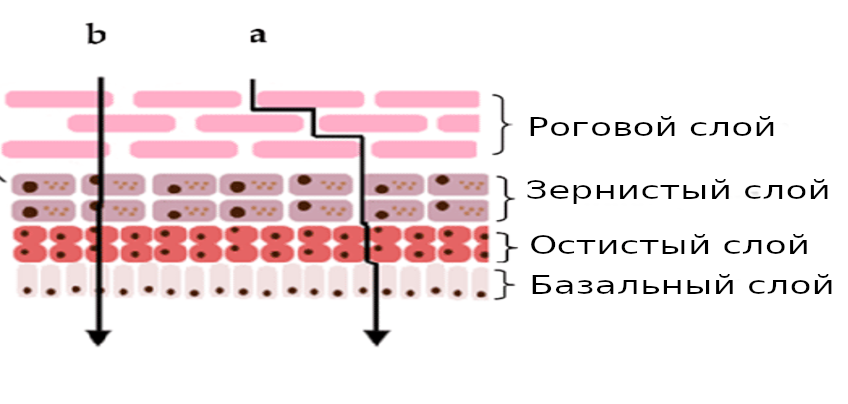 b a
Роговой слой
Зернистый слой
Остистый слой
Базальный слой